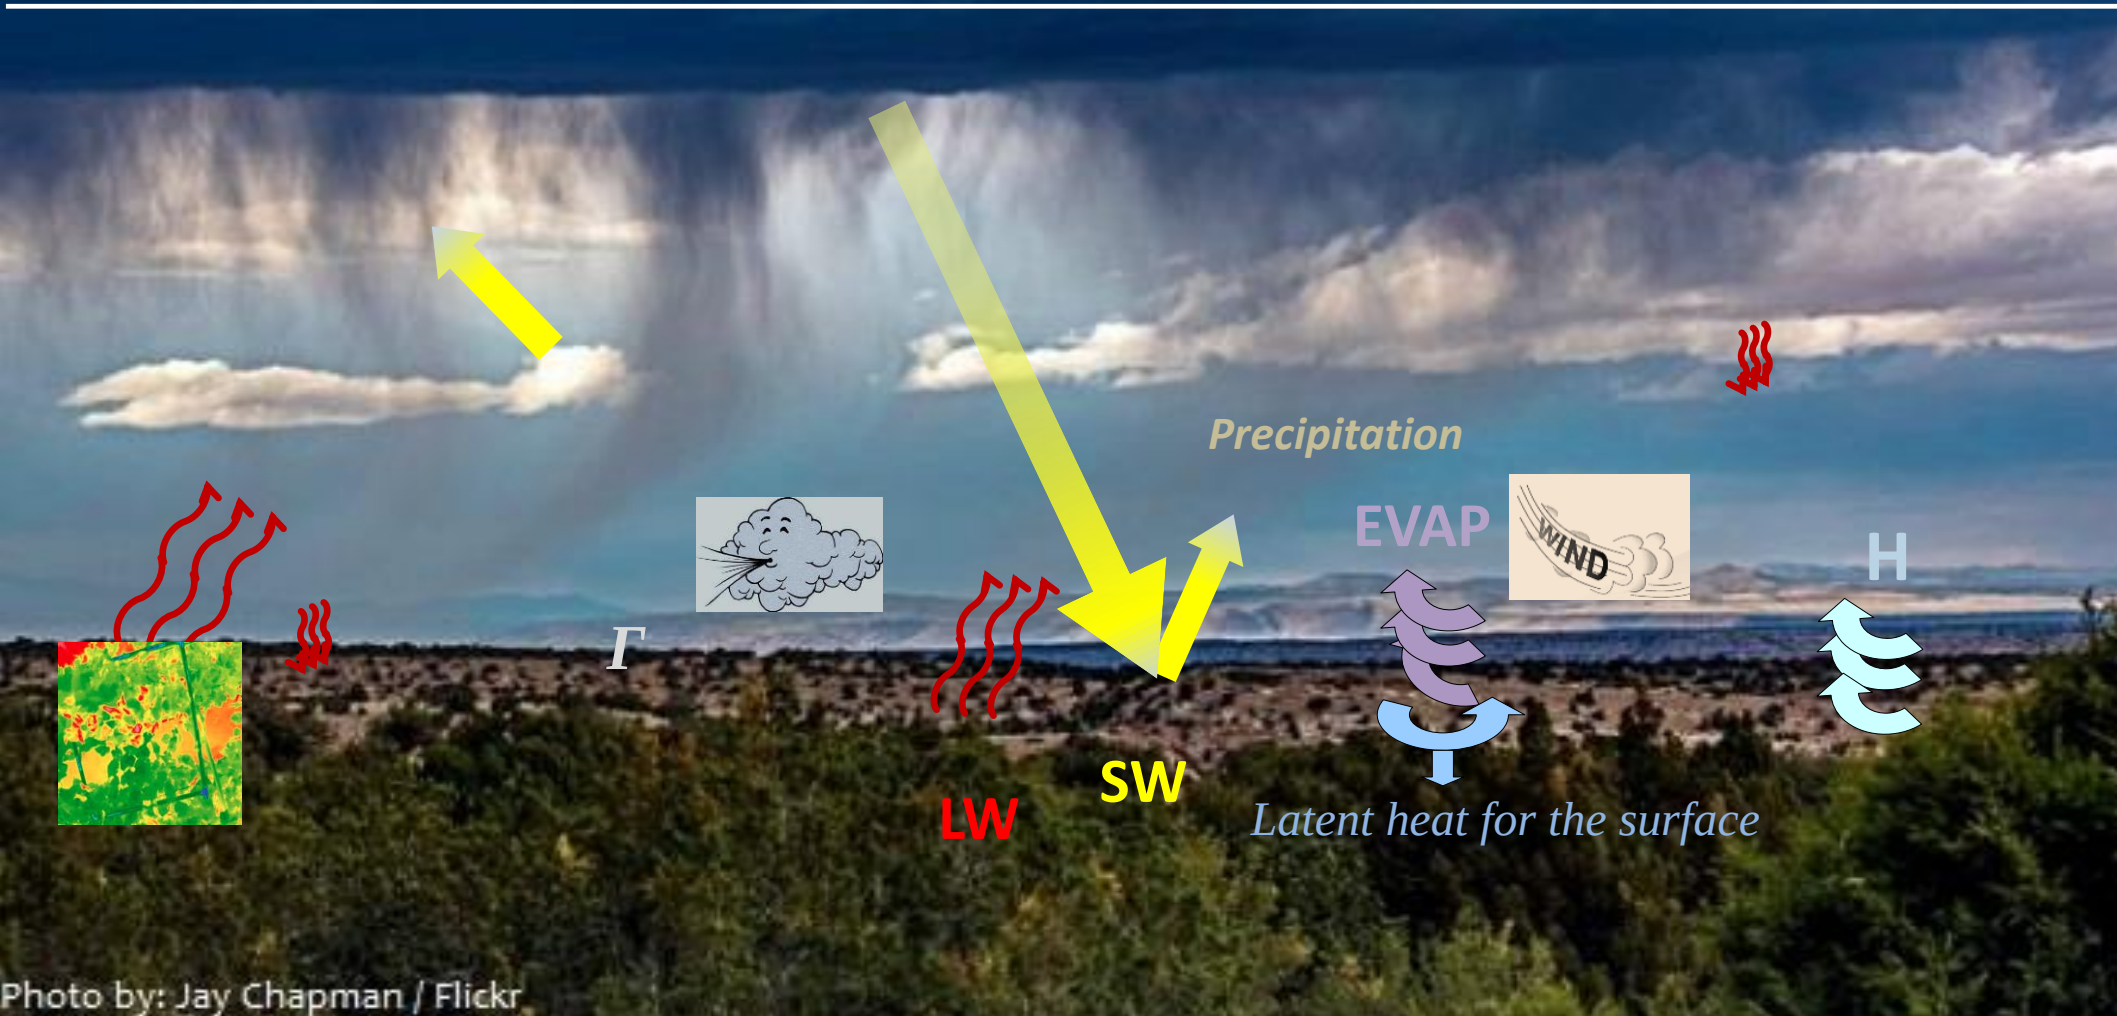 Precipitation
EVAP
WIND
H
Γ
SW
LW
Latent heat for the surface
Photo by: Jay Chapman / Flickr